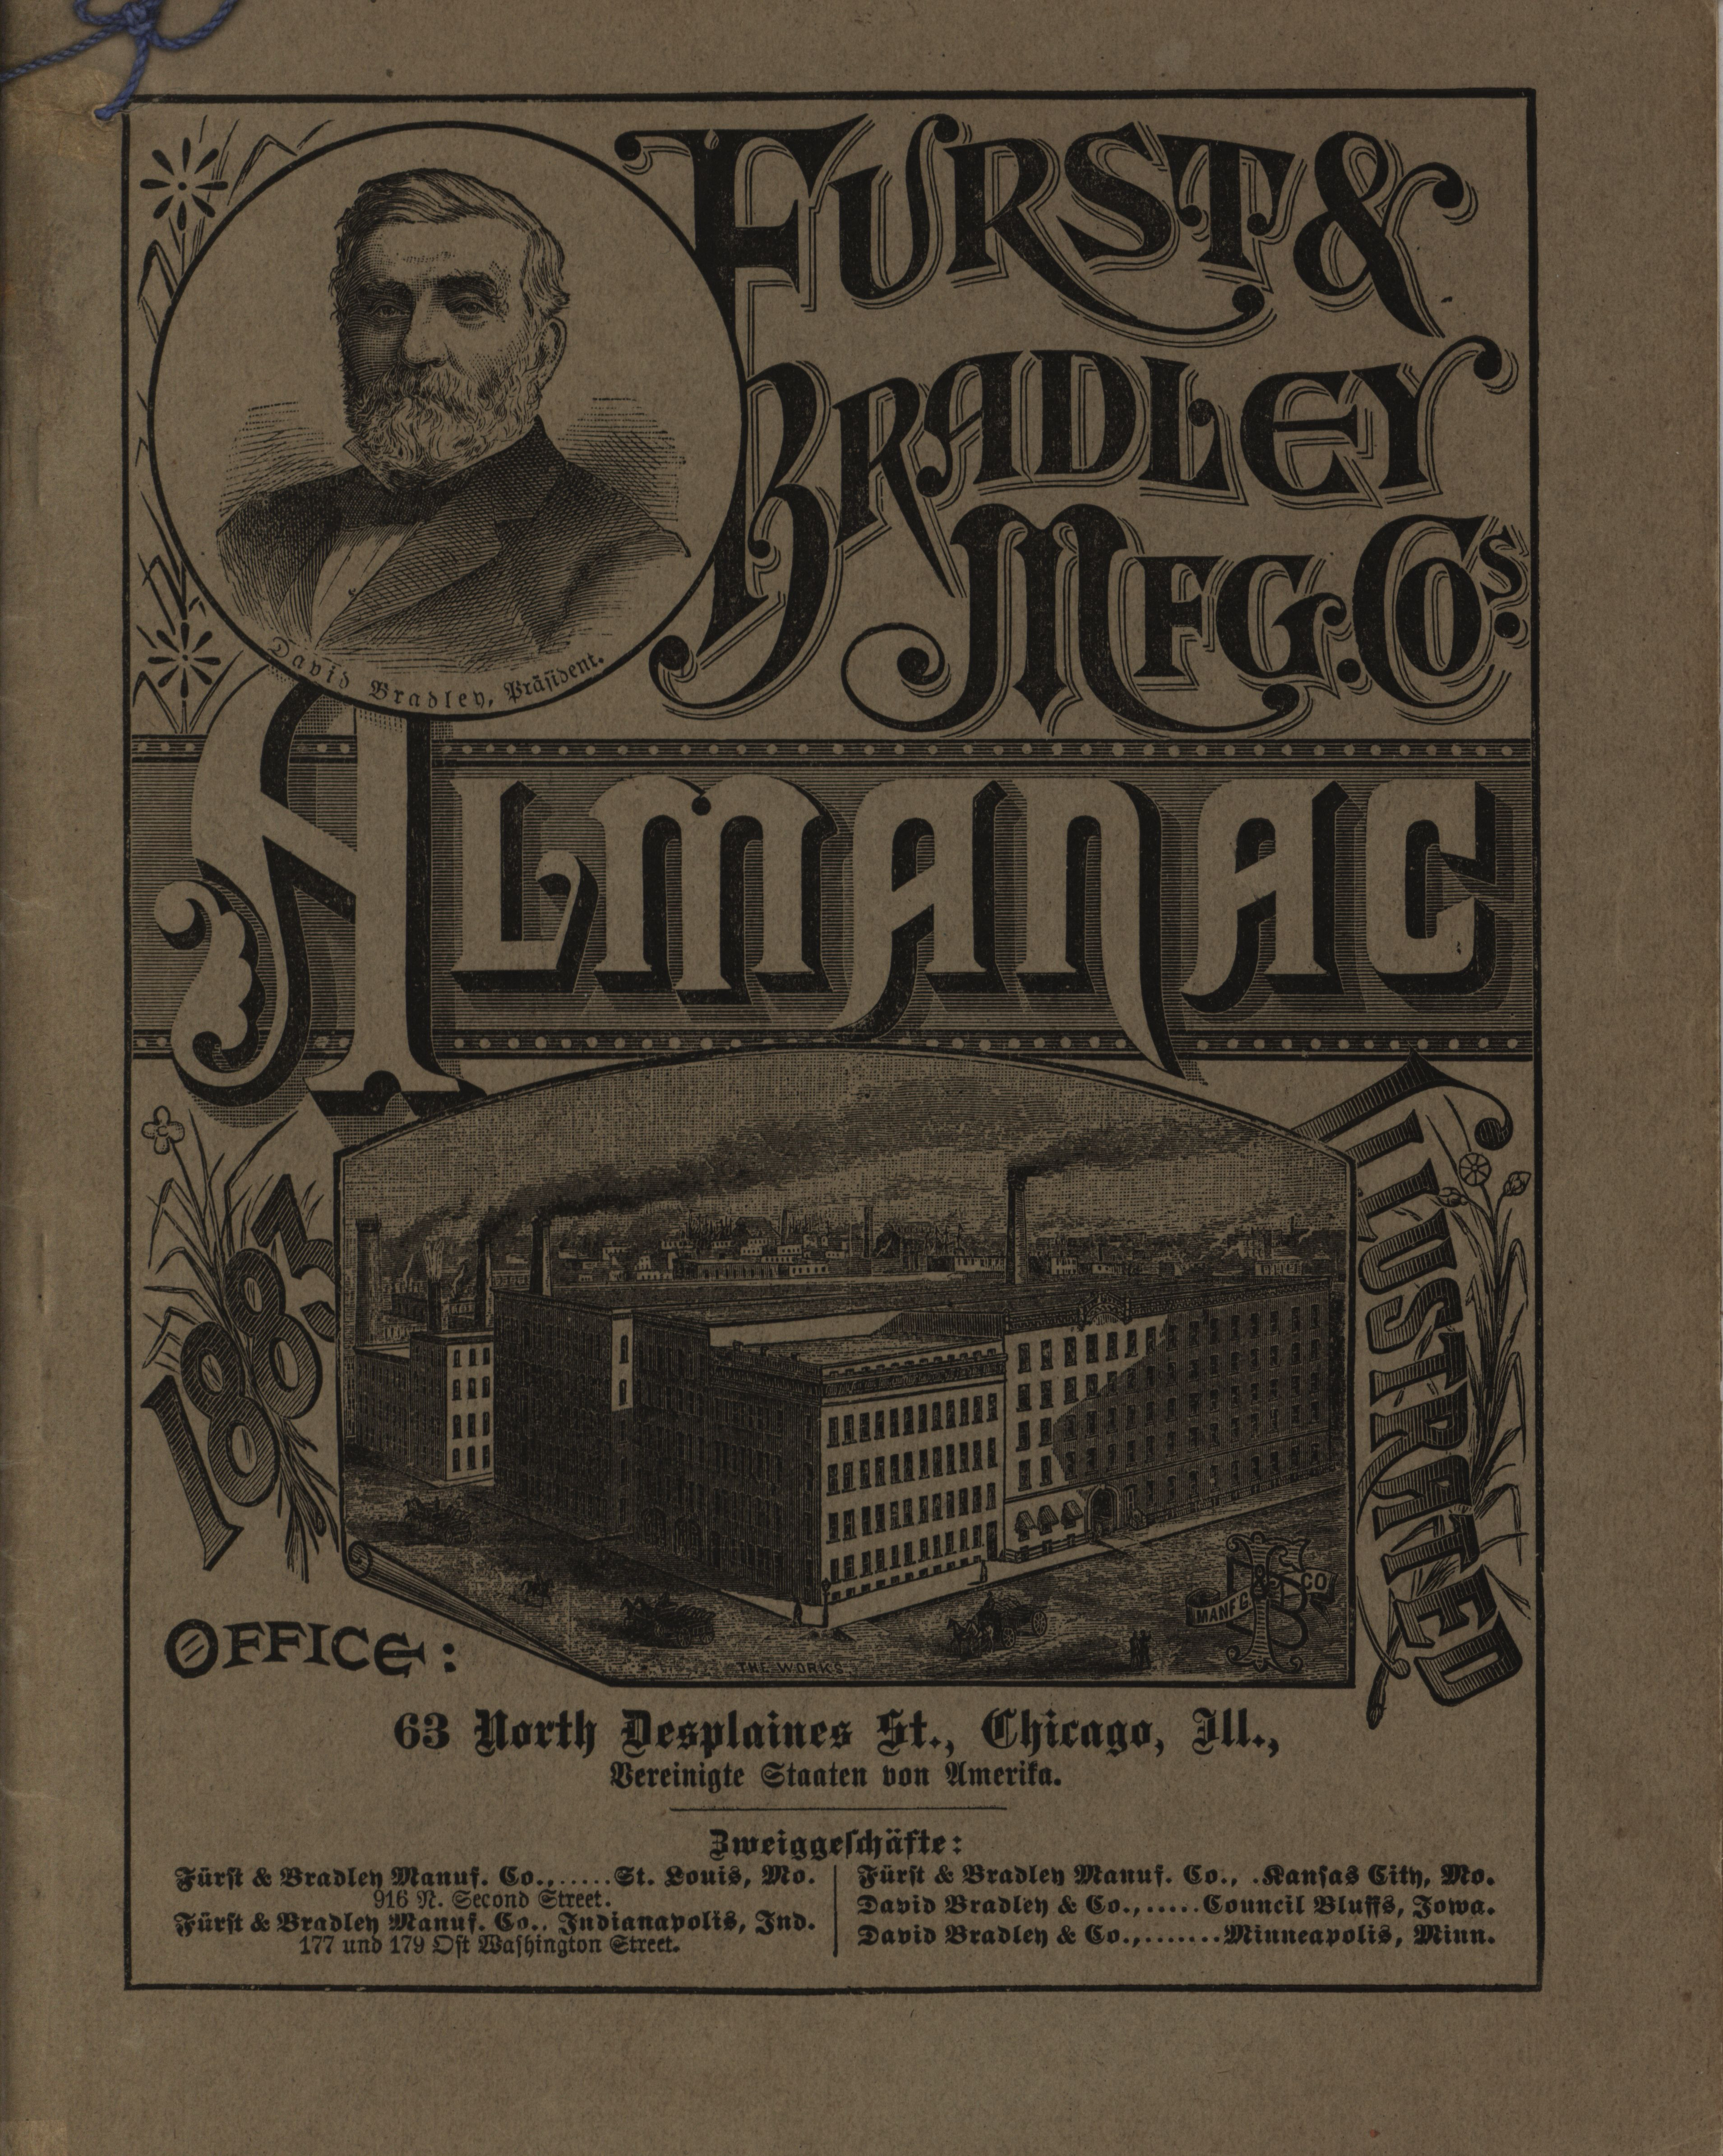 FURST &
BRADLEY
MFG. COS.
David Bradley, Präsident.
ALMANAC
1883
ILLUSTRATED
MANFG. CO
THE WORKS
OFFICE:
63 North Desplaines St., Chicago, Ill.,
Vereinigte Staaten von Amerika.
Zweiggeschäfte:
Fürst & Bradley Manuf. Co.,.....St. Louis, Mo.
916 N. Second Street.
Fürst & Bradley Manuf. Co., Indianapolis, Ind.
177 und 179 Ost Washington Street.
Fürst & Bradley Manuf. Co., .Kansas City, Mo.
David Bradley & Co.,.....Council Bluffs, Iowa.
David Bradley & Co.,.......Minneapolis, Minn.